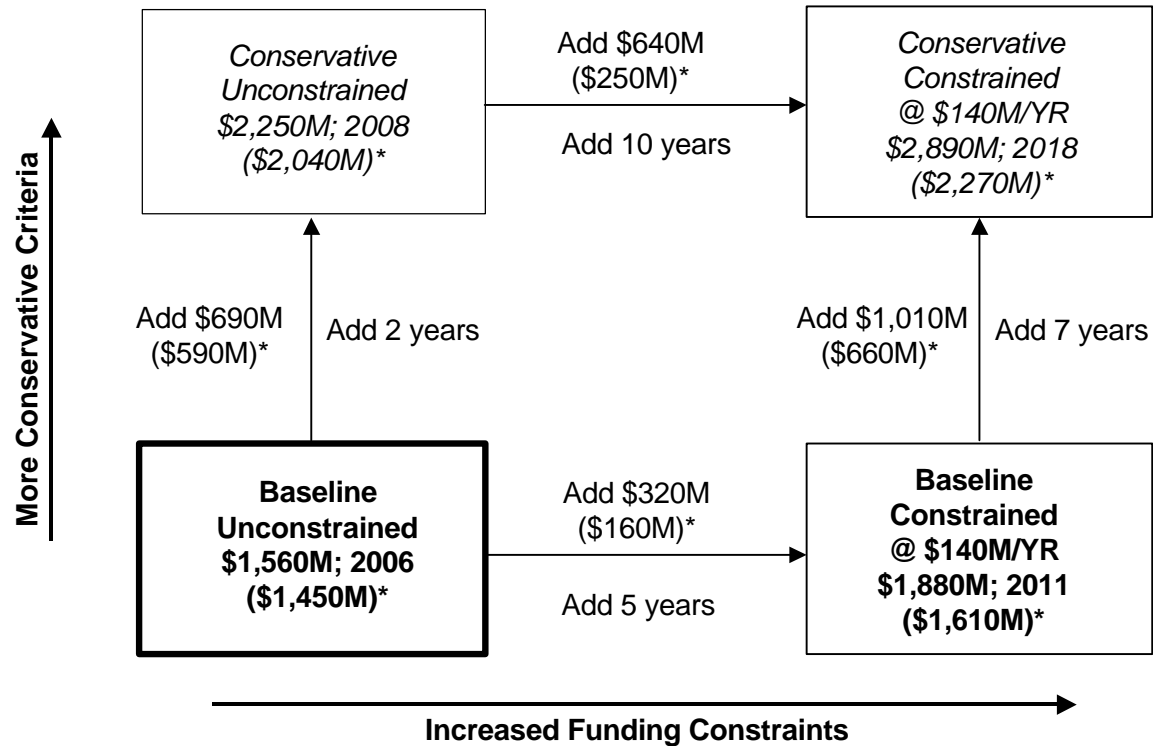 Conservative
Unconstrained
$2,250M; 2008
($2,040M)*
Add $640M
($250M)*
Add 10 years
Conservative
Constrained
@ $140M/YR
$2,890M; 2018
($2,270M)*
More Conservative Criteria
Add $690M
($590M)*
Add 2 years
Add $1,010M
($660M)*
Add 7 years
Baseline
Unconstrained
$1,560M; 2006
($1,450M)*
Add $320M
($160M)*
Add 5 years
Baseline
Constrained
@ $140M/YR
$1,880M; 2011
($1,610M)*
Increased Funding Constraints